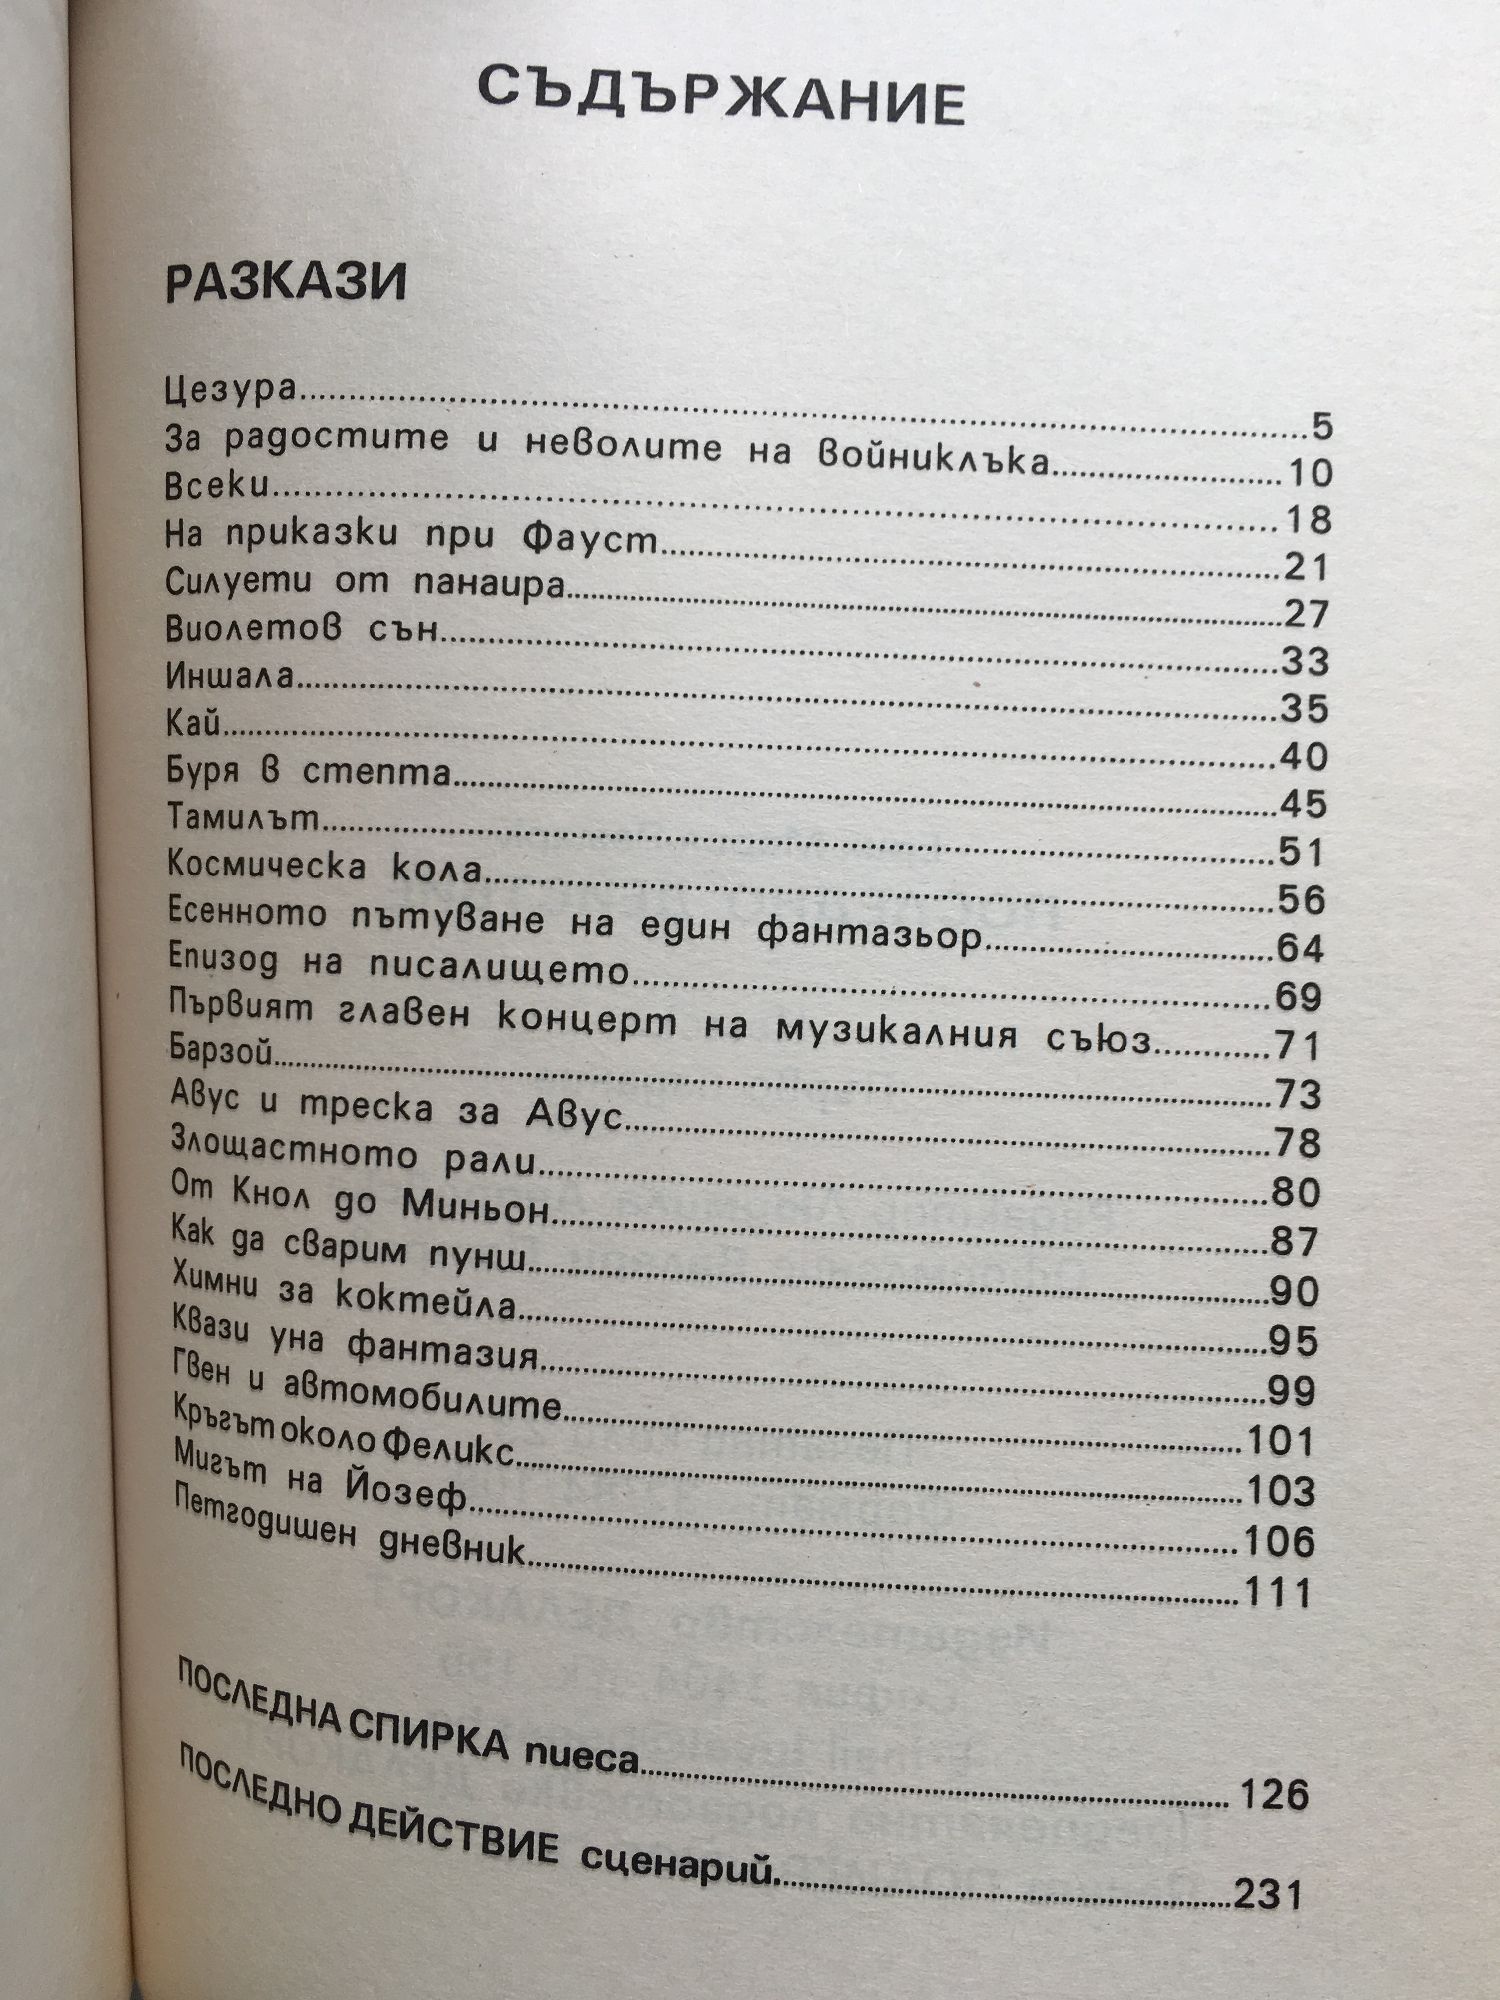 СЪДЪРЖАНИЕ
РАЗКАЗИ
Цезура..........5
За радостите и неволите на войниклъка..........10
Всеки..........18
На приказки при Фауст..........21
Силуети от панаира..........27
Виолетов сън..........33
Иншала..........35
Кай..........40
Буря в степта..........45
Тамилът..........51
Космическа кола..........56
Есенното пътуване на един фантазьор..........64
Епизод на писалището..........69
Първият главен концерт на музикалния съюз..........71
Барзой..........73
Авус и треска за Авус..........78
Злощастното рали..........80
От Кнол до Миньон..........87
Как да сварим пунш..........90
Химни за коктейла..........95
Квази уна фантазия..........99
Гвен и автомобилите..........101
Кръгът около Феликс..........103
Мигът на Йозеф..........106
Петгодишен дневник..........111
ПОСЛЕДНА СПИРКА пиеса.......... 126
ПОСЛЕДНО ДЕЙСТВИЕ сценарий..........231